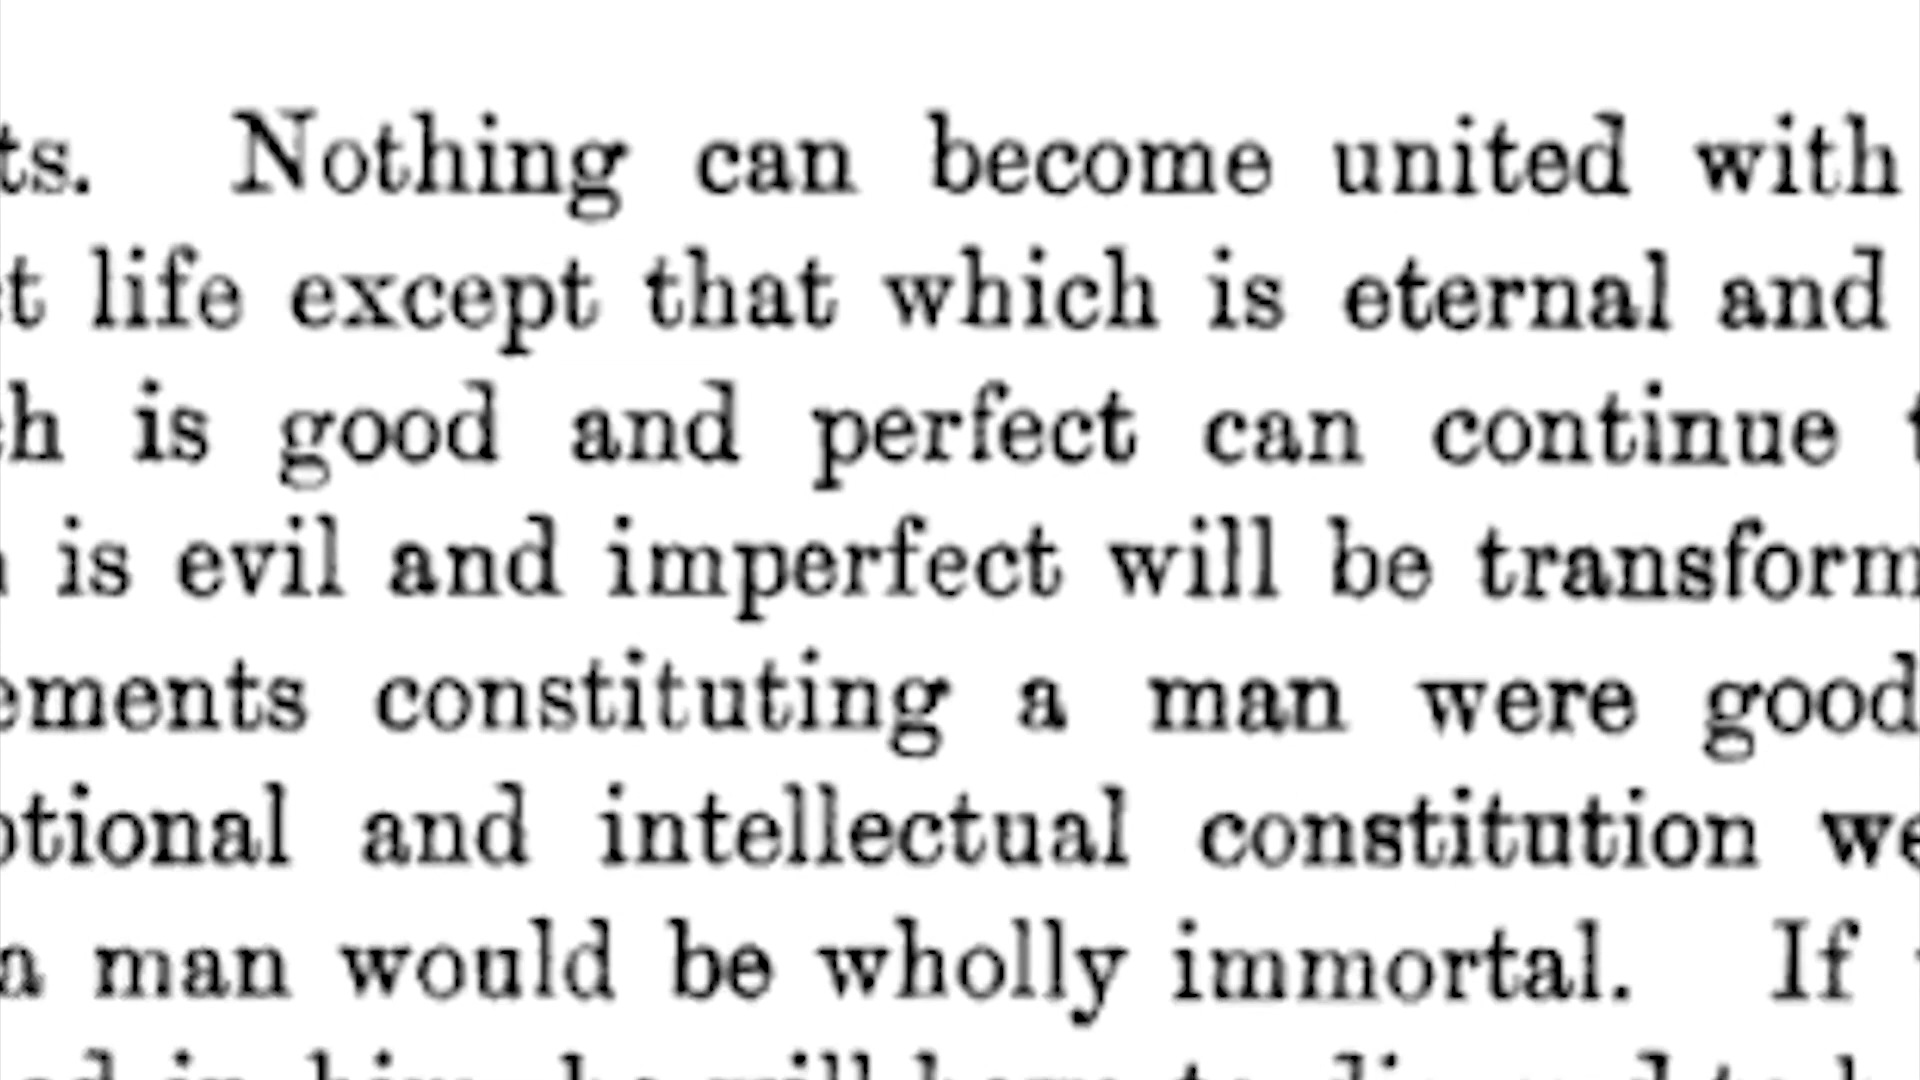 ts. Nothing can become united with
t life except that which is eternal and
h is good and perfect can continue
is evil and imperfect will be transform
ements constituting a man were good
otional and intellectual constitution we
a man would be wholly immortal. If